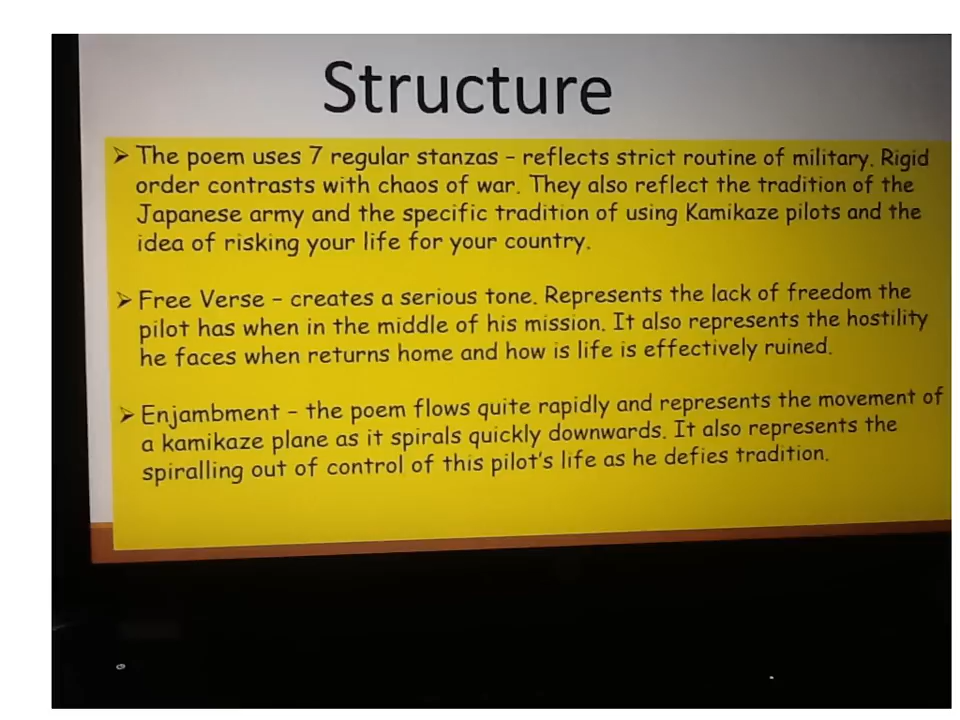 Structure
➤ The poem uses 7 regular stanzas – reflects strict routine of military. Rigid
order contrasts with chaos of war. They also reflect the tradition of the
Japanese army and the specific tradition of using Kamikaze pilots and the
idea of risking your life for your country.
➤ Free Verse – creates a serious tone. Represents the lack of freedom the
pilot has when in the middle of his mission. It also represents the hostility
he faces when returns home and how is life is effectively ruined.
➤ Enjambment – the poem flows quite rapidly and represents the movement of
a kamikaze plane as it spirals quickly downwards. It also represents the
spiralling out of control of this pilot's life as he defies tradition.